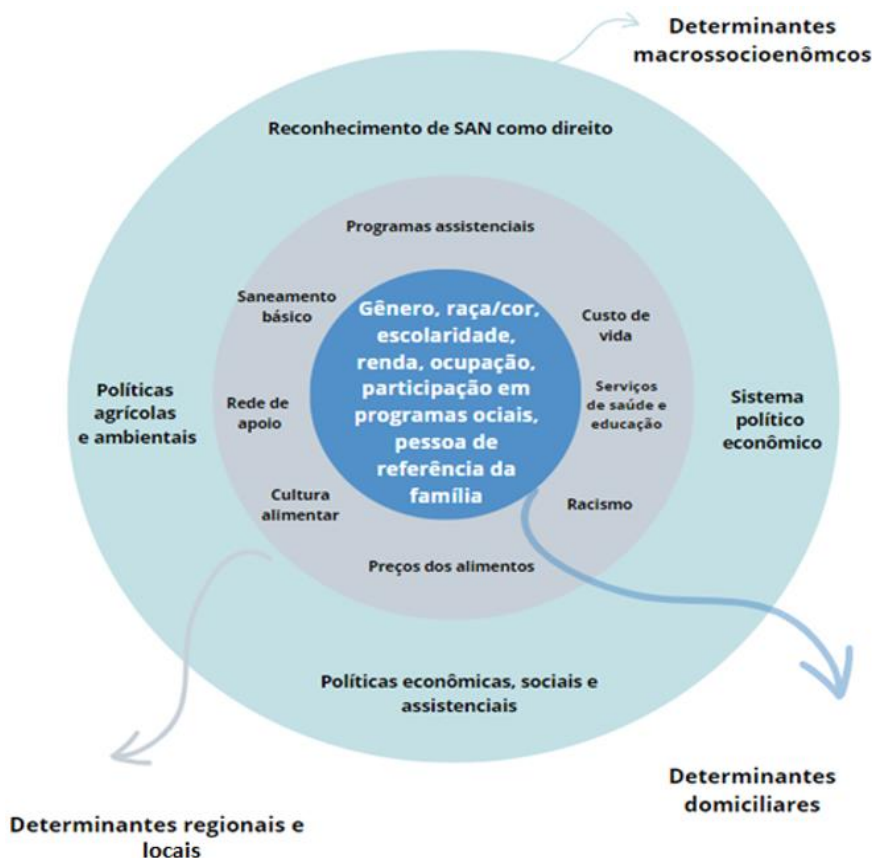 Determinantes
macrossocioenômcos
Reconhecimento de SAN como direito
Programas assistenciais
Saneamento
básico
Gênero, raça/cor,
escolaridade,
renda, ocupação,
participação em
programas ociais,
pessoa de
referência da
família
Custo de
vida
Políticas
agrícolas
e ambientais
Rede de
apoio
Serviços
de saúde e
educação
Sistema
político
econômico
Cultura
alimentar
Racismo
Preços dos alimentos
Políticas econômicas, sociais e
assistenciais
Determinantes
domiciliares
Determinantes regionais e
locais